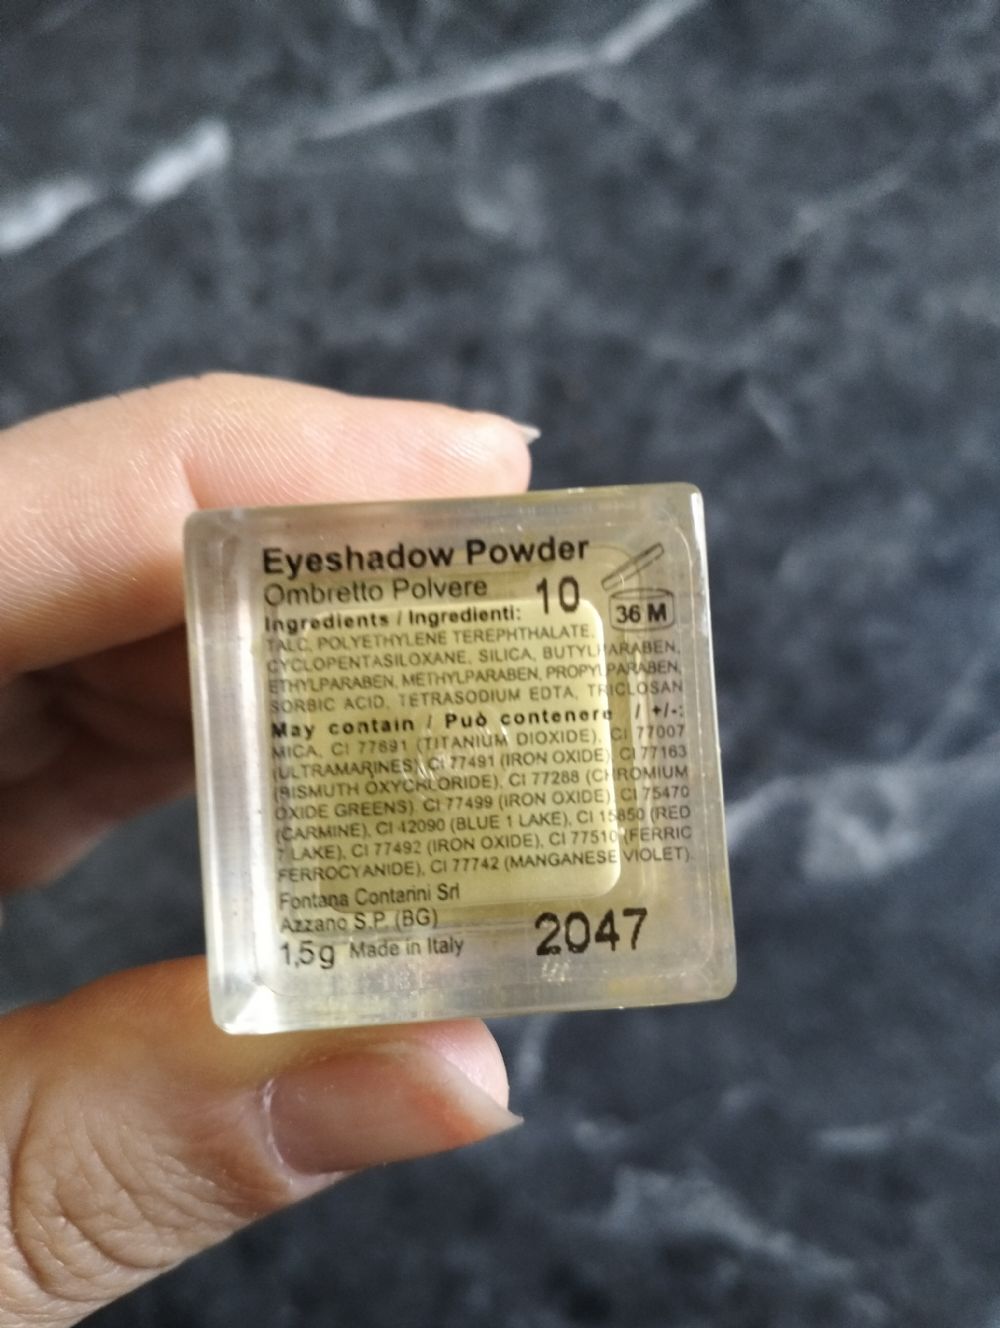 Eyeshadow Powder
Ombretto Polvere 10
36 M
Ingredients / Ingredienti:
TALC, POLYETHYLENE TEREPHTHALATE,
CYCLOPENTASILOXANE, SILICA, BUTYLPARABEN,
ETHYLPARABEN, METHYLPARABEN, PROPYLPARABEN,
SORBIC ACID, TETRASODIUM EDTA, TRICLOSAN
May contain / Può contenere / +/-:
MICA, CI 77891 (TITANIUM DIOXIDE), CI 77007
(ULTRAMARINES), CI 77491 (IRON OXIDE), CI 77163
(BISMUTH OXYCHLORIDE), CI 77288 (CHROMIUM
OXIDE GREENS), CI 77499 (IRON OXIDE), CI 75470
(CARMINE), CI 42090 (BLUE 1 LAKE), CI 15850 (RED
7 LAKE), CI 77492 (IRON OXIDE), CI 77510 (FERRIC
FERROCYANIDE), CI 77742 (MANGANESE VIOLET).
Fontana Contarini Srl
Azzano S.P. (BG)
1,5g Made in Italy
2047